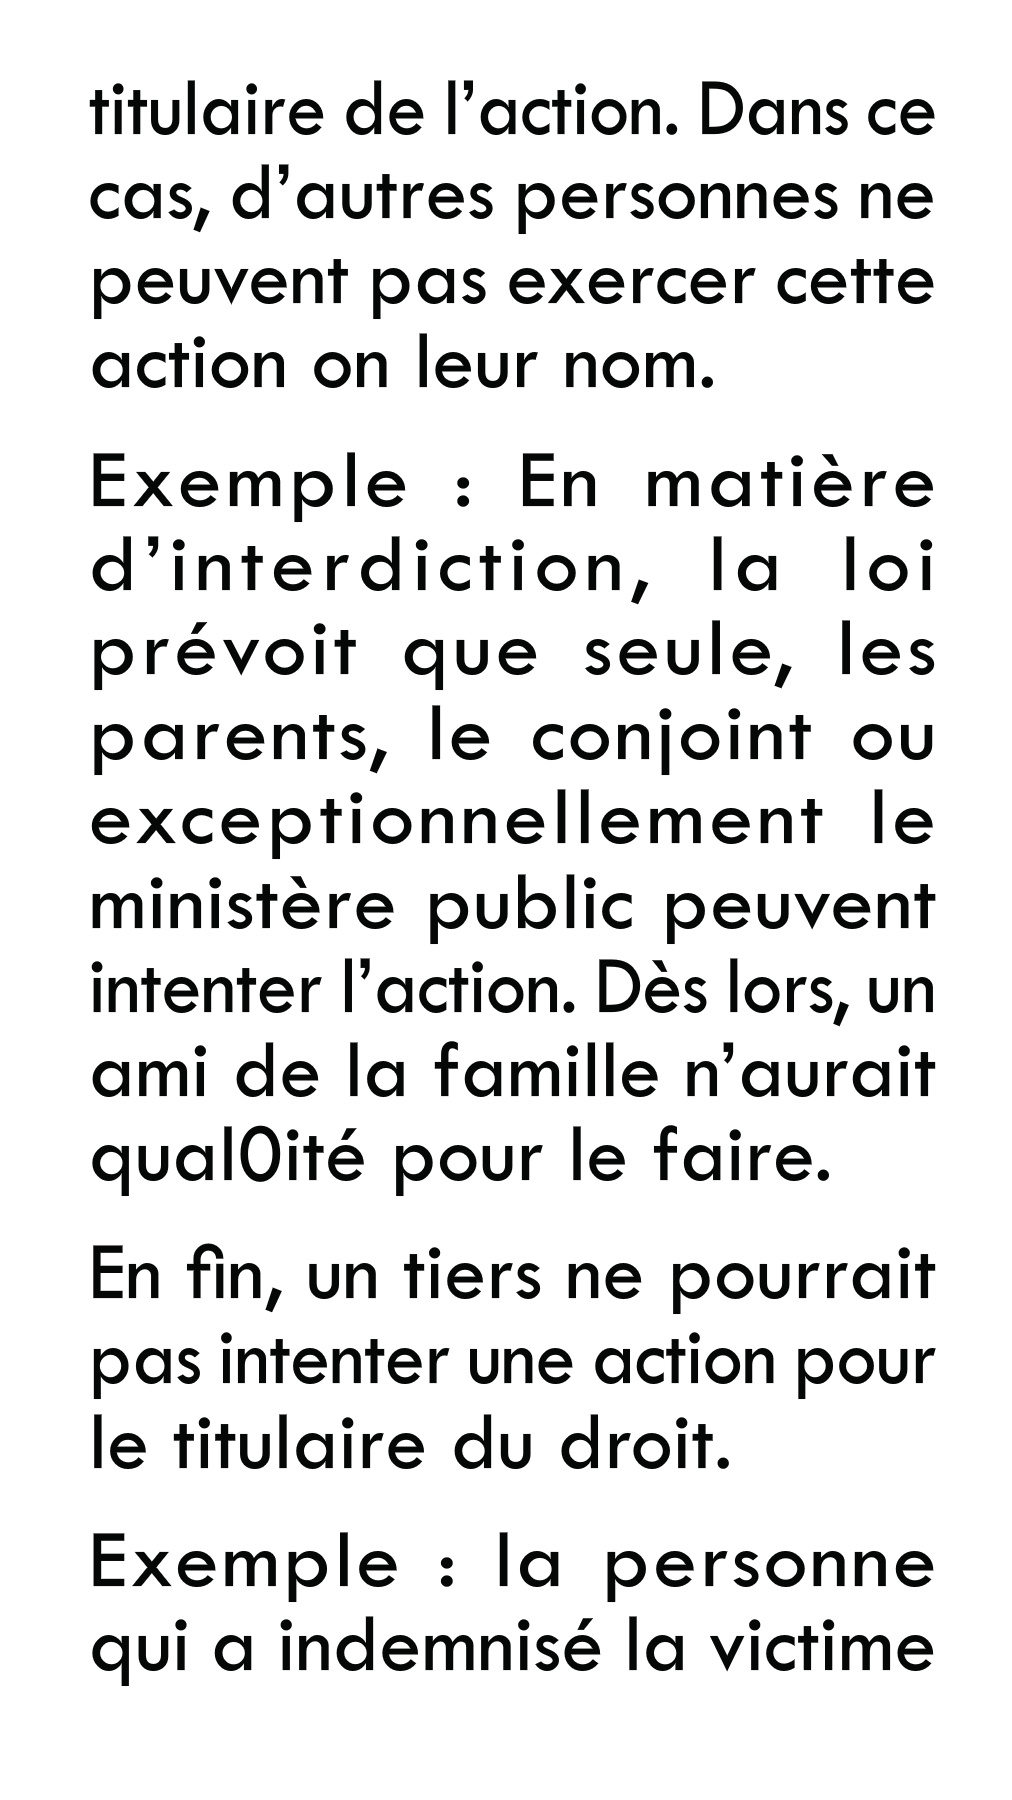 titulaire de l’action. Dans ce
cas, d’autres personnes ne
peuvent pas exercer cette
action on leur nom.
Exemple : En matière
d’interdiction, la loi
prévoit que seule, les
parents, le conjoint ou
exceptionnellement le
ministère public peuvent
intenter l’action. Dès lors, un
ami de la famille n’aurait
qual0ité pour le faire.
En fin, un tiers ne pourrait
pas intenter une action pour
le titulaire du droit.
Exemple : la personne
qui a indemnisé la victime